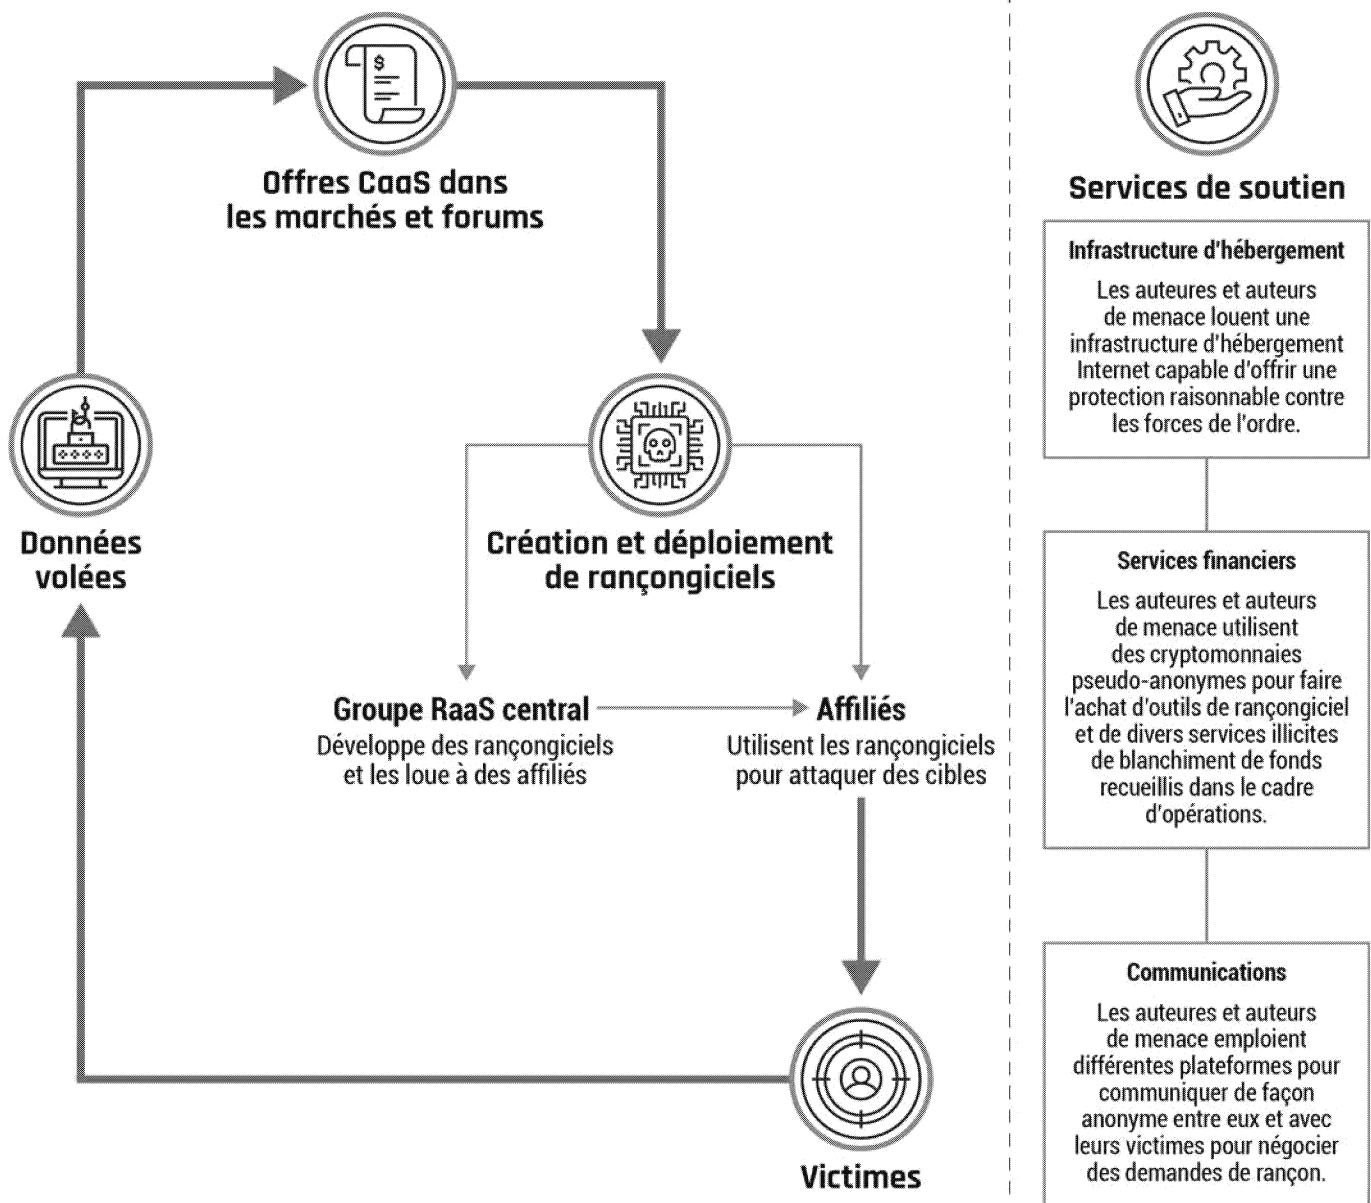 $
Offres CaaS dans
les marchés et forums
Données
volées
Création et déploiement
de rançongiciels
Groupe RaaS central
Développe des rançongiciels
et les loue à des affiliés
Affiliés
Utilisent les rançongiciels
pour attaquer des cibles
Victimes
Services de soutien
Infrastructure d'hébergement
Les auteures et auteurs
de menace louent une
infrastructure d'hébergement
Internet capable d'offrir une
protection raisonnable contre
les forces de l'ordre.
Services financiers
Les auteures et auteurs
de menace utilisent
des cryptomonnaies
pseudo-anonymes pour faire
l'achat d'outils de rançongiciel
et de divers services illicites
de blanchiment de fonds
recueillis dans le cadre
d'opérations.
Communications
Les auteures et auteurs
de menace emploient
différentes plateformes pour
communiquer de façon
anonyme entre eux et avec
leurs victimes pour négocier
des demandes de rançon.